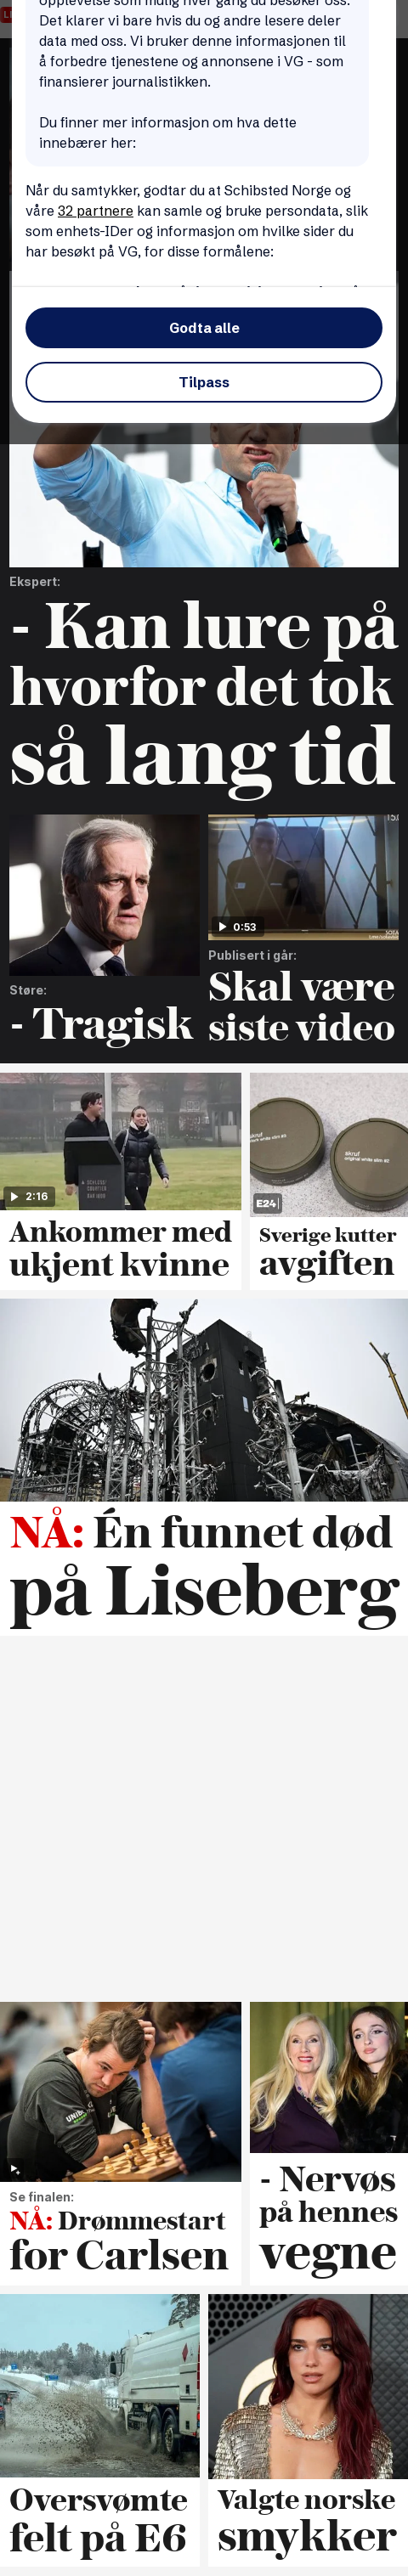 opplevelse som mulig hver gang du besøker oss.
Det klarer vi bare hvis du og andre lesere deler
data med oss. Vi bruker denne informasjonen til
å forbedre tjenestene og annonsene i VG - som
finansierer journalistikken.
Du finner mer informasjon om hva dette
innebærer her:
Når du samtykker, godtar du at Schibsted Norge og
våre 32 partnere kan samle og bruke persondata, slik
som enhets-IDer og informasjon om hvilke sider du
har besøkt på VG, for disse formålene:
Godta alle
Tilpass
Ekspert:
- Kan lure på
hvorfor det tok
så lang tid
Støre:
- Tragisk
0:53
Publisert i går:
Skal være
siste video
2:16
Ankommer med
ukjent kvinne
skruf
skruf
E24
Sverige kutter
avgiften
NÅ: Én funnet død
på Liseberg
Se finalen:
NÅ: Drømmestart
for Carlsen
- Nervøs
på hennes
vegne
Oversvømte
felt på E6
Valgte norske
smykker